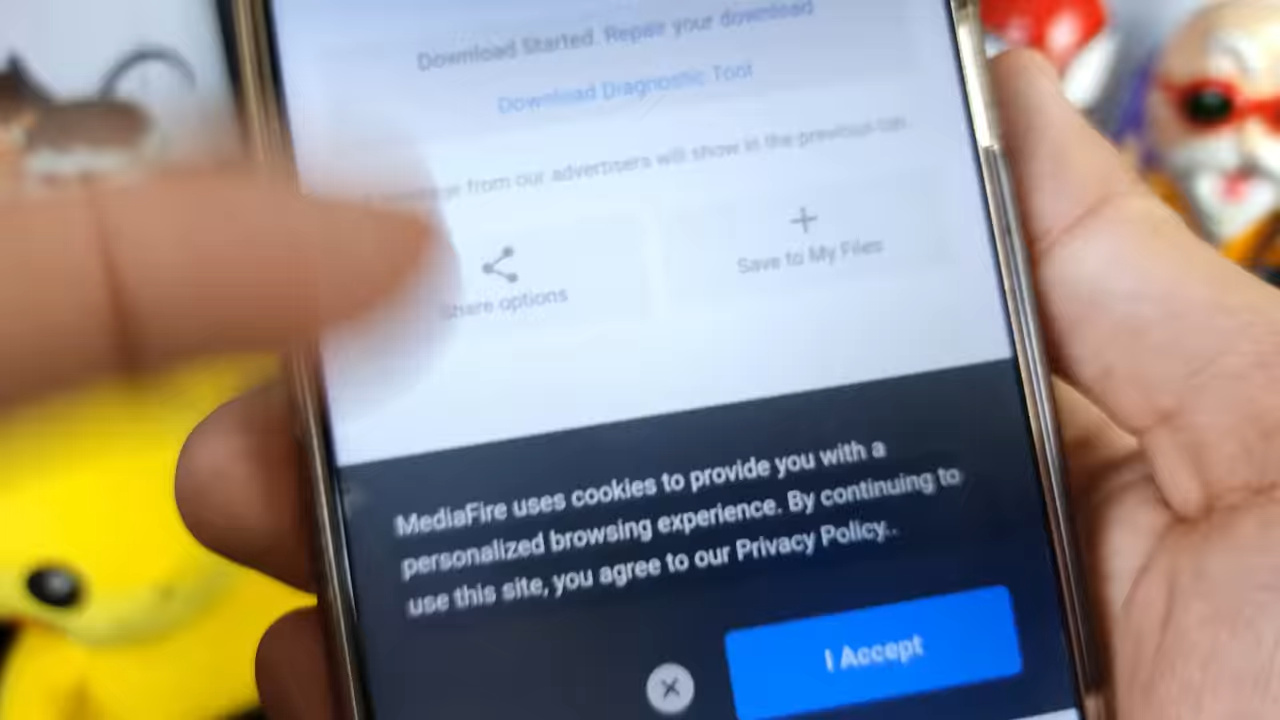 Download Started. Repair your download
Download Diagnostic Tool
from our advertisers will show in the previous tab.
Share options
Save to My Files
MediaFire uses cookies to provide you with a
personalized browsing experience. By continuing to
use this site, you agree to our Privacy Policy..
I Accept